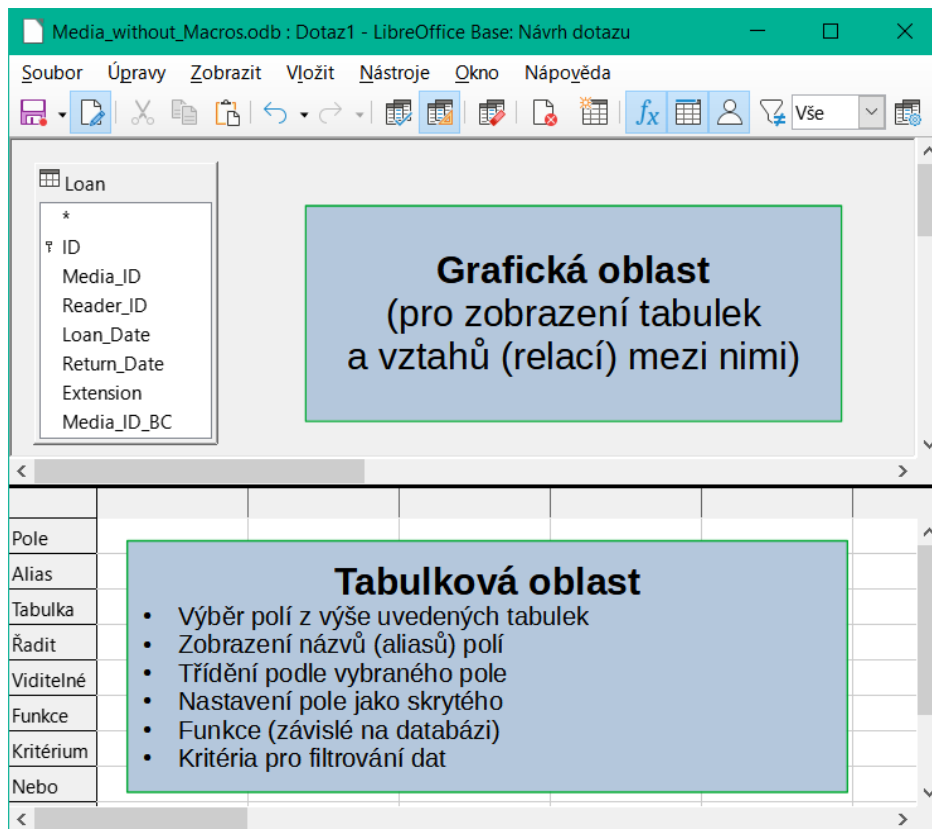 Media_without_Macros.odb : Dotaz1 - LibreOffice Base: Návrh dotazu
Soubor Úpravy Zobrazit Vložit Nástroje Okno Nápověda
fx Vše
Loan
*
ID
Media_ID
Reader_ID
Loan_Date
Return_Date
Extension
Media_ID_BC
Grafická oblast
(pro zobrazení tabulek
a vztahů (relací) mezi nimi)
Pole
Alias
Tabulka
Řadit
Viditelné
Funkce
Kritérium
Nebo
Tabulková oblast
• Výběr polí z výše uvedených tabulek
• Zobrazení názvů (aliasů) polí
• Třídění podle vybraného pole
• Nastavení pole jako skrytého
• Funkce (závislé na databázi)
• Kritéria pro filtrování dat